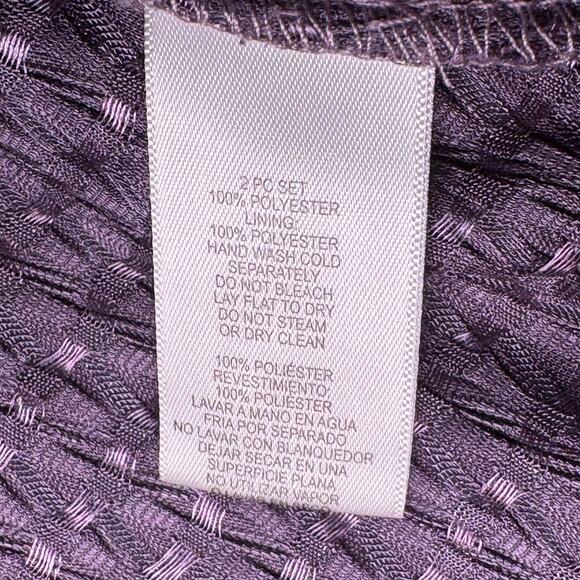 2 PC SET
100% POLYESTER
LINING:
100% POLYESTER
HAND WASH COLD
SEPARATELY
DO NOT BLEACH
LAY FLAT TO DRY
DO NOT STEAM
OR DRY CLEAN
100% POLIÉSTER
REVESTIMIENTO,
100% POLIESTER
LAVAR A MANO EN AGUA
FRIA POR SEPARADO
NO LAVAR CON BLANQUEDOR
DEJAR SECAR EN UNA
SUPERFICIE PLANA
NO UTILIZAR VAPOR